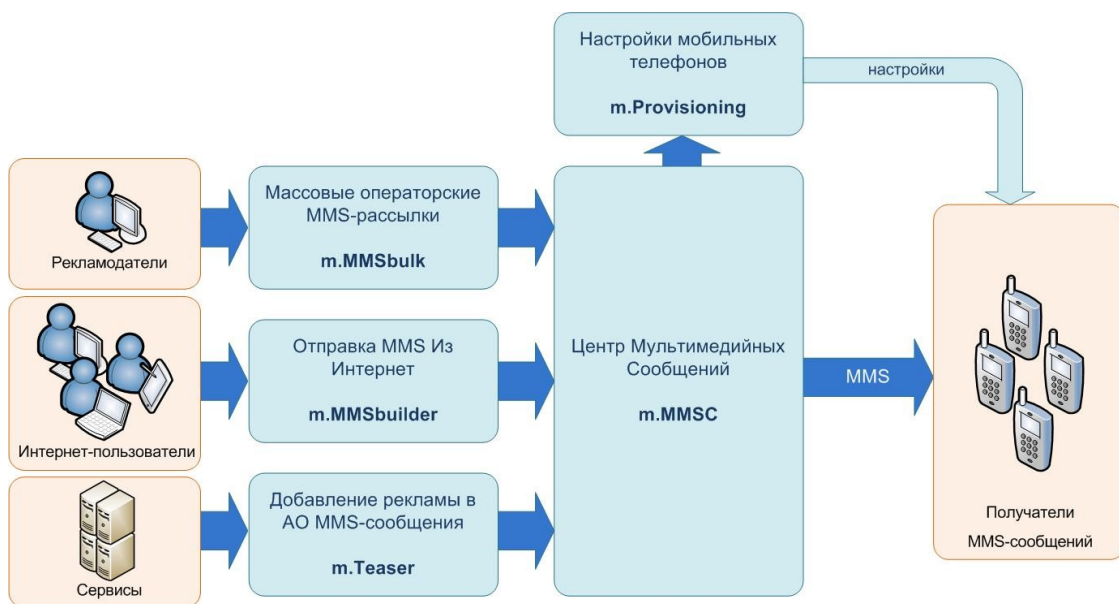 Настройки мобильных
телефонов
m.Provisioning
настройки
Рекламодатели
Массовые операторские
MMS-рассылки
m.MMSbulk
Интернет-пользователи
Отправка MMS Из
Интернет
m.MMSbuilder
Сервисы
Добавление рекламы в
АО MMS-сообщения
m.Teaser
Центр Мультимедийных
Сообщений
m.MMSC
MMS
Получатели
MMS-сообщений